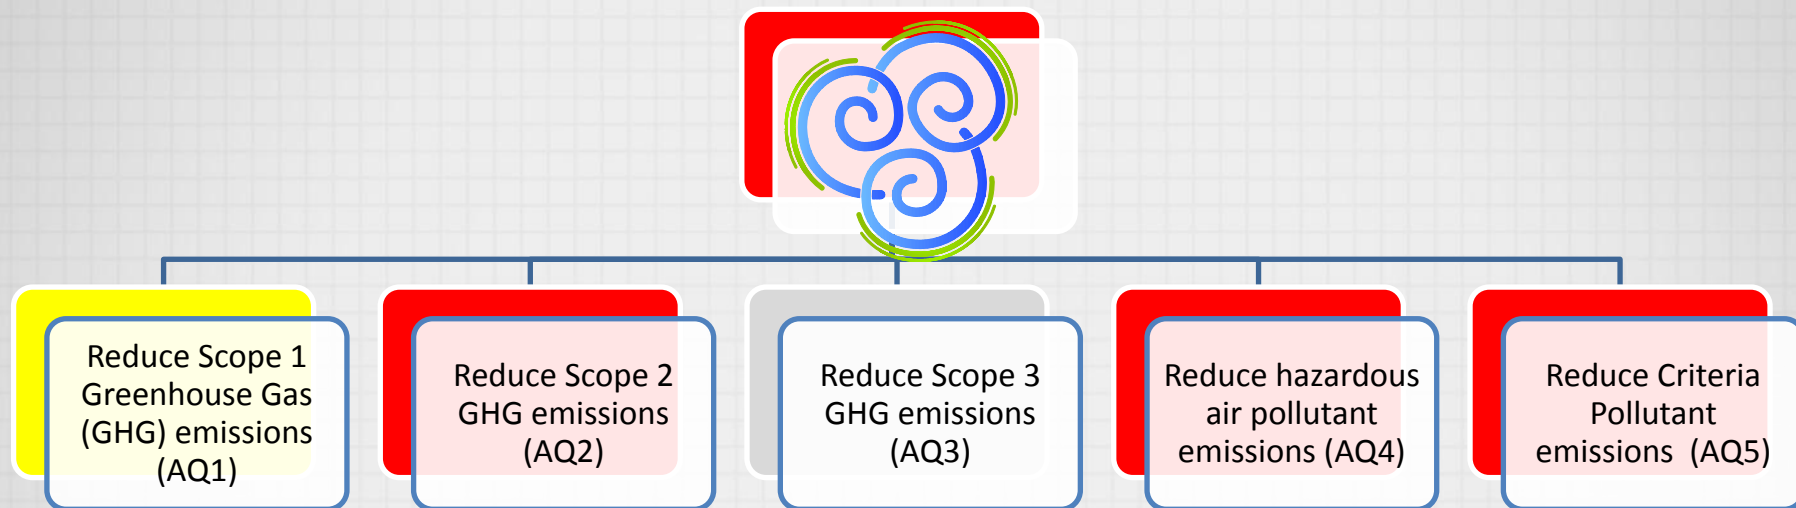 Reduce Scope 1
Greenhouse Gas
(GHG) emissions
(AQ1)
Reduce Scope 2
GHG emissions
(AQ2)
Reduce Scope 3
GHG emissions
(AQ3)
Reduce hazardous
air pollutant
emissions (AQ4)
Reduce Criteria
Pollutant
emissions (AQ5)